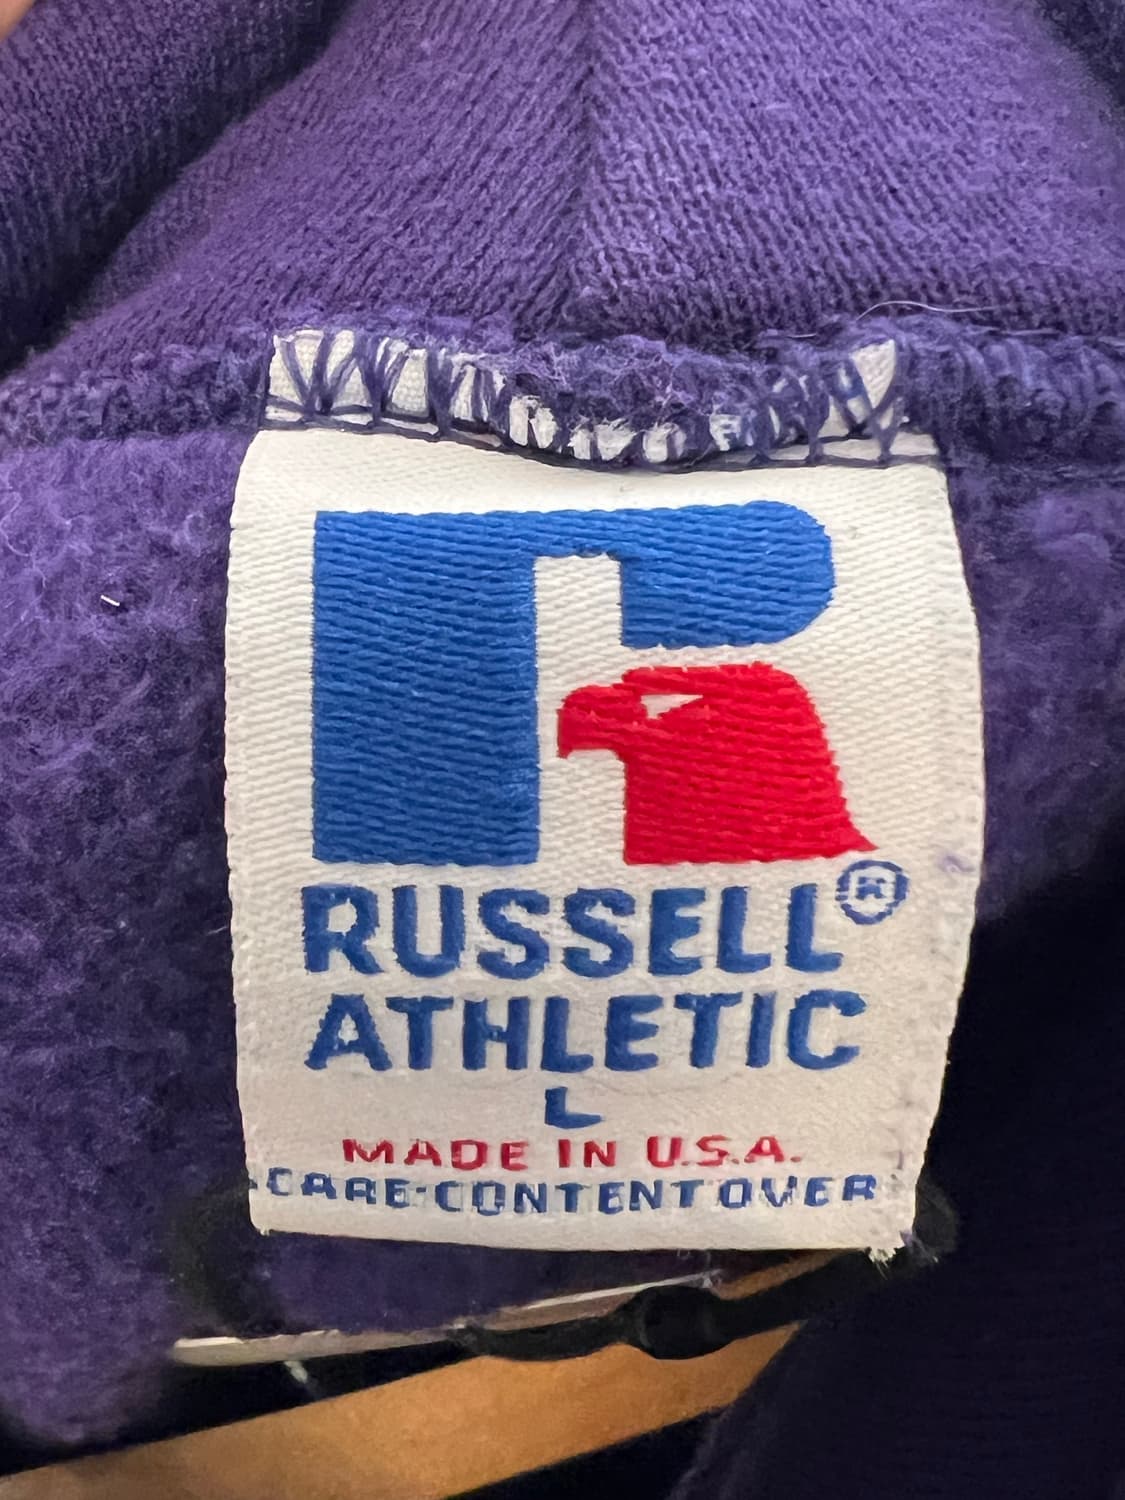 RUSSELL®
ATHLETIC
L
MADE IN U.S.A.
CARE·CONTENT OVER